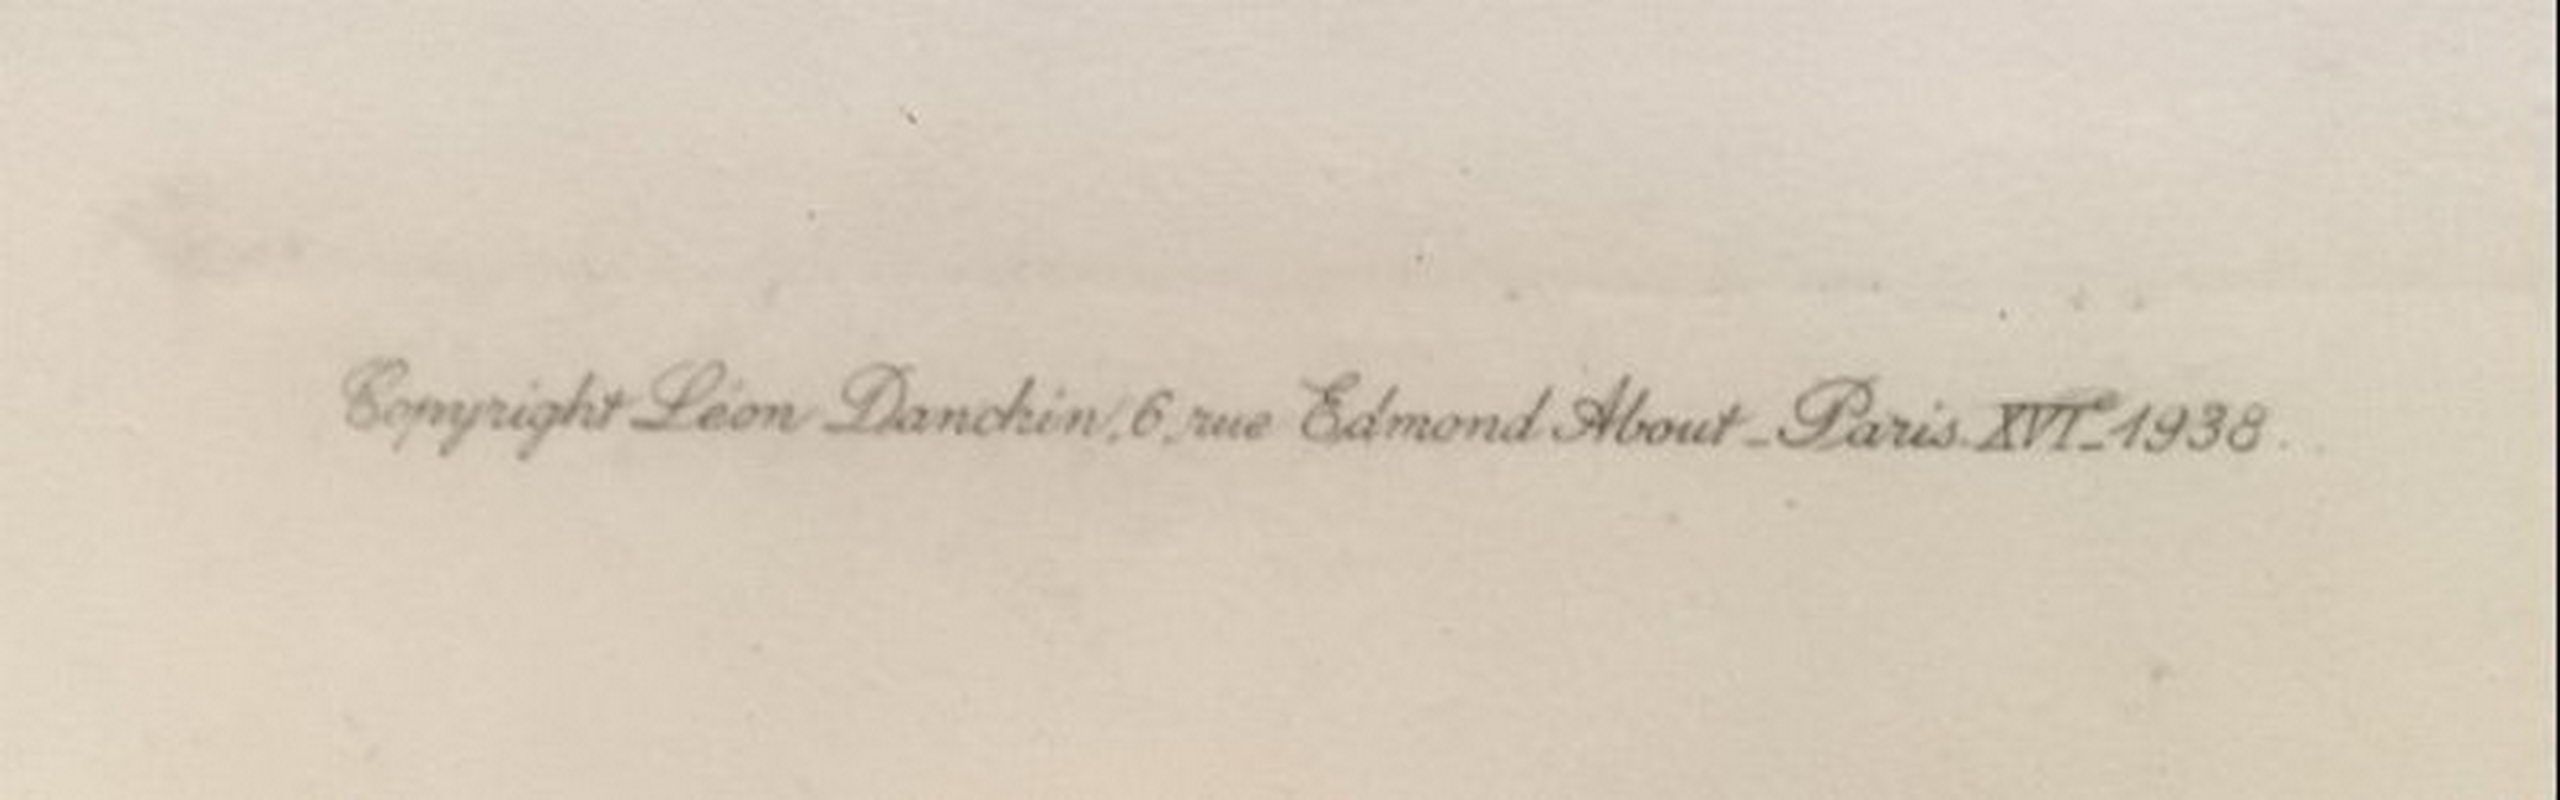 Copyright Léon Danchin, 6, rue Edmond About - Paris XVIe - 1938.